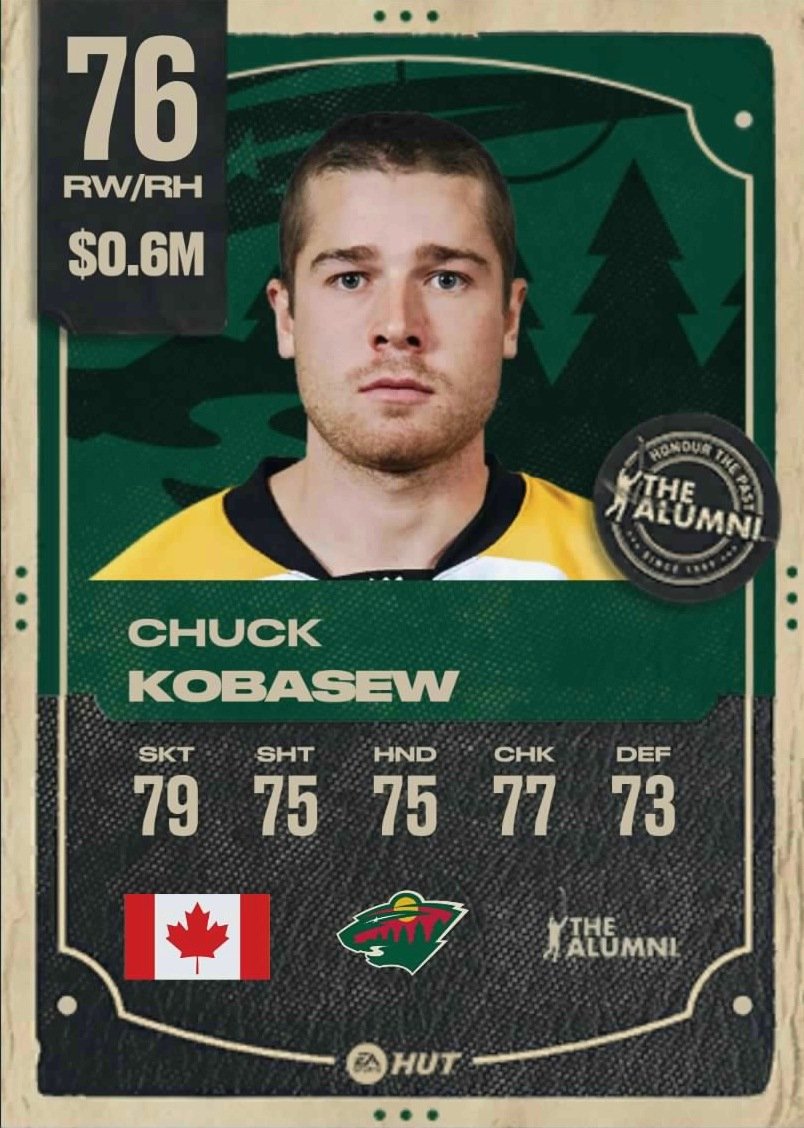 76
RW/RH
$0.6M
HONOUR THE PAST
THE
ALUMNI
CHUCK
KOBASEW
SKT SHT HND CHK DEF
79 75 75 77 73
THE
ALUMNI
EA HUT